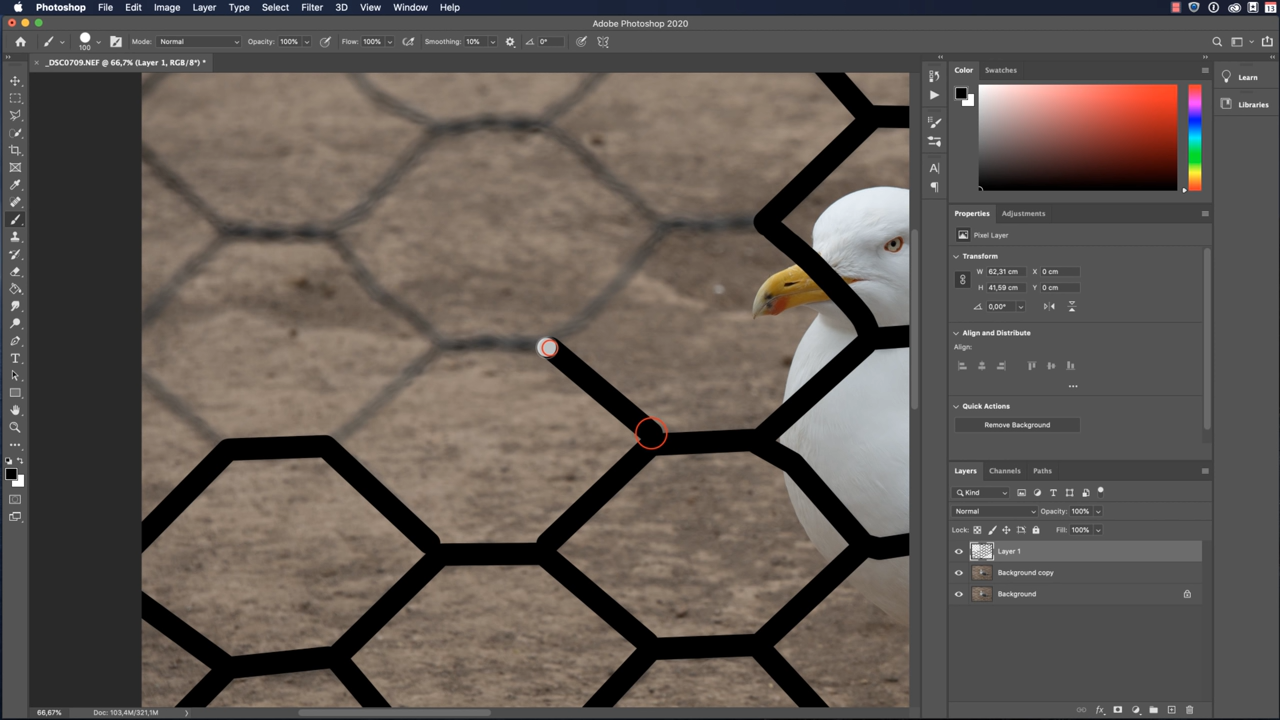 Photoshop File Edit Image Layer Type Select Filter 3D View Window Help 13
Adobe Photoshop 2020
100 Mode: Normal Opacity: 100% Flow: 100% Smoothing: 10% 0°
× _DSC0709.NEF @ 66,7% (Layer 1, RGB/8*) *
Color Swatches
Learn
Libraries
Properties Adjustments
Pixel Layer
Transform
W 62,31 cm X 0 cm
H 41,59 cm Y 0 cm
0,00°
Align and Distribute
Align:
Quick Actions
Remove Background
Layers Channels Paths
Kind
Normal Opacity: 100%
Lock: Fill: 100%
Layer 1
Background copy
Background
66,67% Doc: 103,4M/321,1M